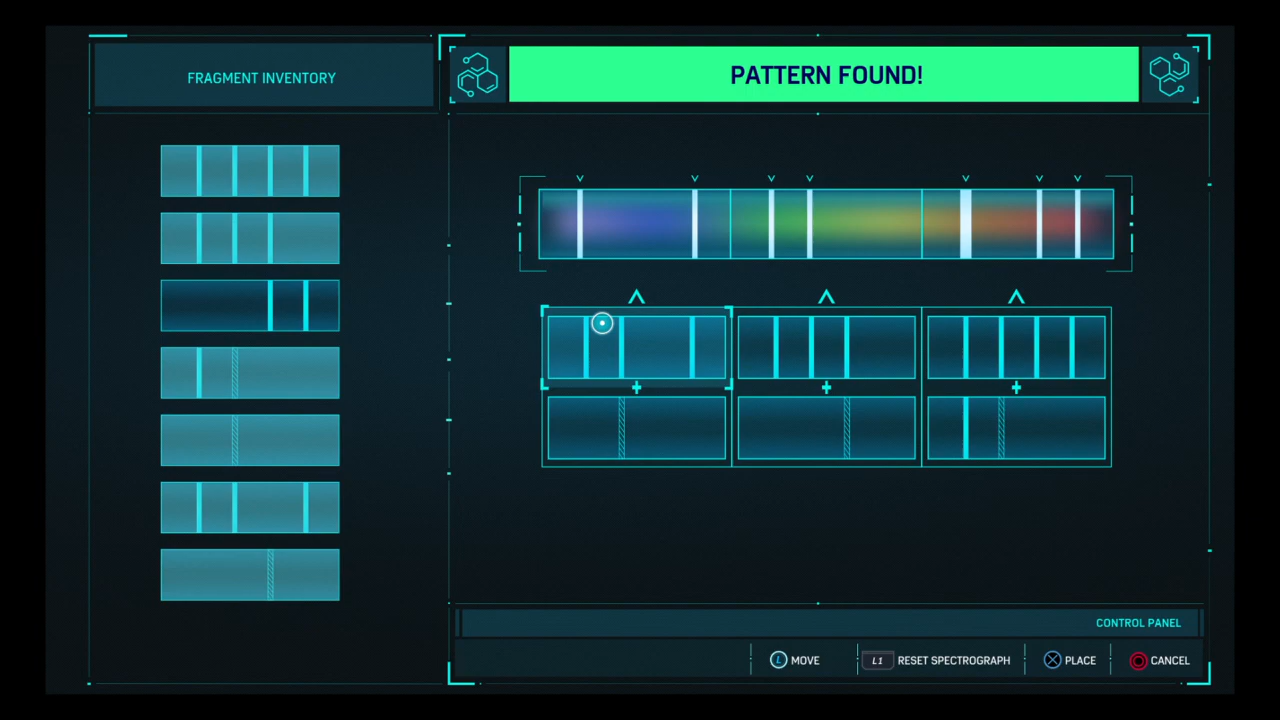 FRAGMENT INVENTORY
PATTERN FOUND!
CONTROL PANEL
L MOVE
L1 RESET SPECTROGRAPH
PLACE
CANCEL